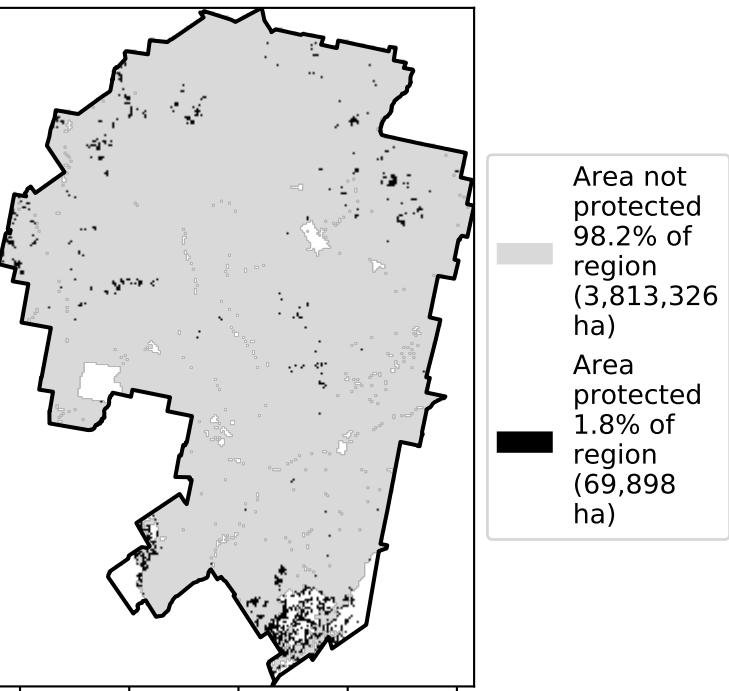 Area not
protected
98.2% of
region
(3,813,326
ha)
Area
protected
1.8% of
region
(69,898
ha)